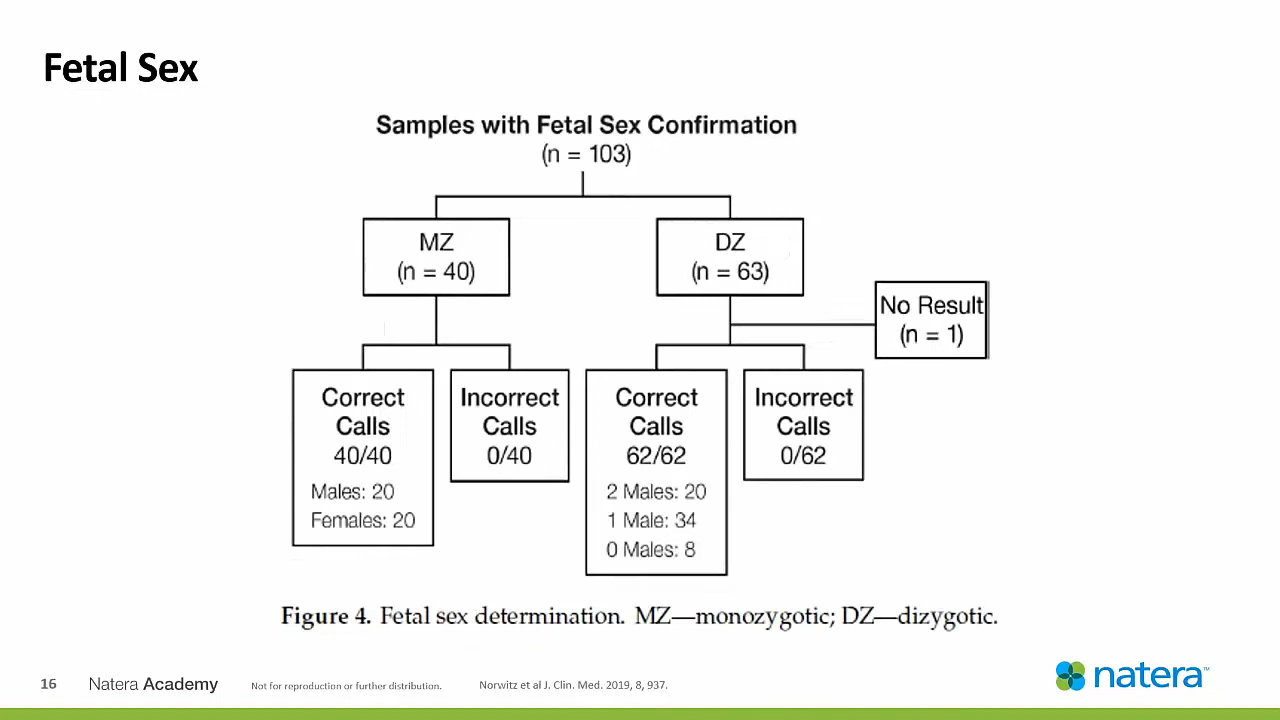 Fetal Sex
Samples with Fetal Sex Confirmation
(n = 103)
MZ
(n = 40)
DZ
(n = 63)
No Result
(n = 1)
Correct
Calls
40/40
Males: 20
Females: 20
Incorrect
Calls
0/40
Correct
Calls
62/62
2 Males: 20
1 Male: 34
0 Males: 8
Incorrect
Calls
0/62
Figure 4. Fetal sex determination. MZ—monozygotic; DZ—dizygotic.
16 Natera Academy Not for reproduction or further distribution. Norwitz et al J. Clin. Med. 2019, 8, 937.
natera™